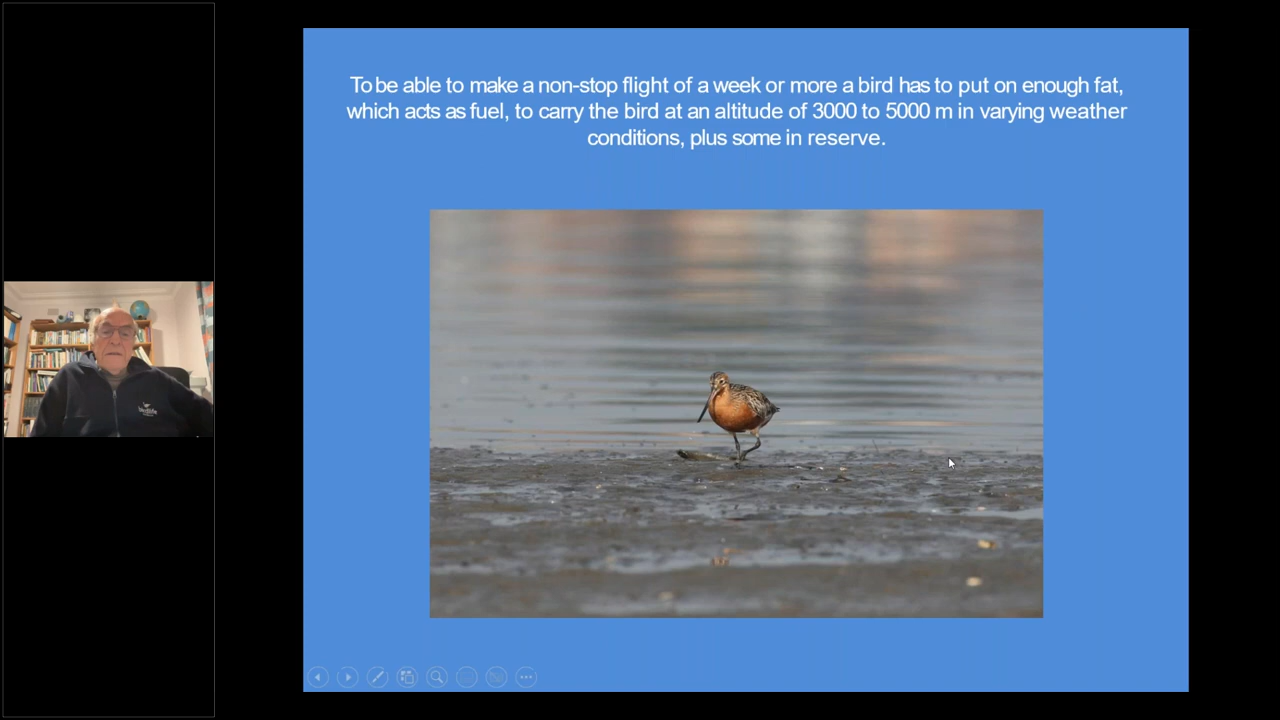 To be able to make a non-stop flight of a week or more a bird has to put on enough fat,
which acts as fuel, to carry the bird at an altitude of 3000 to 5000 m in varying weather
conditions, plus some in reserve.